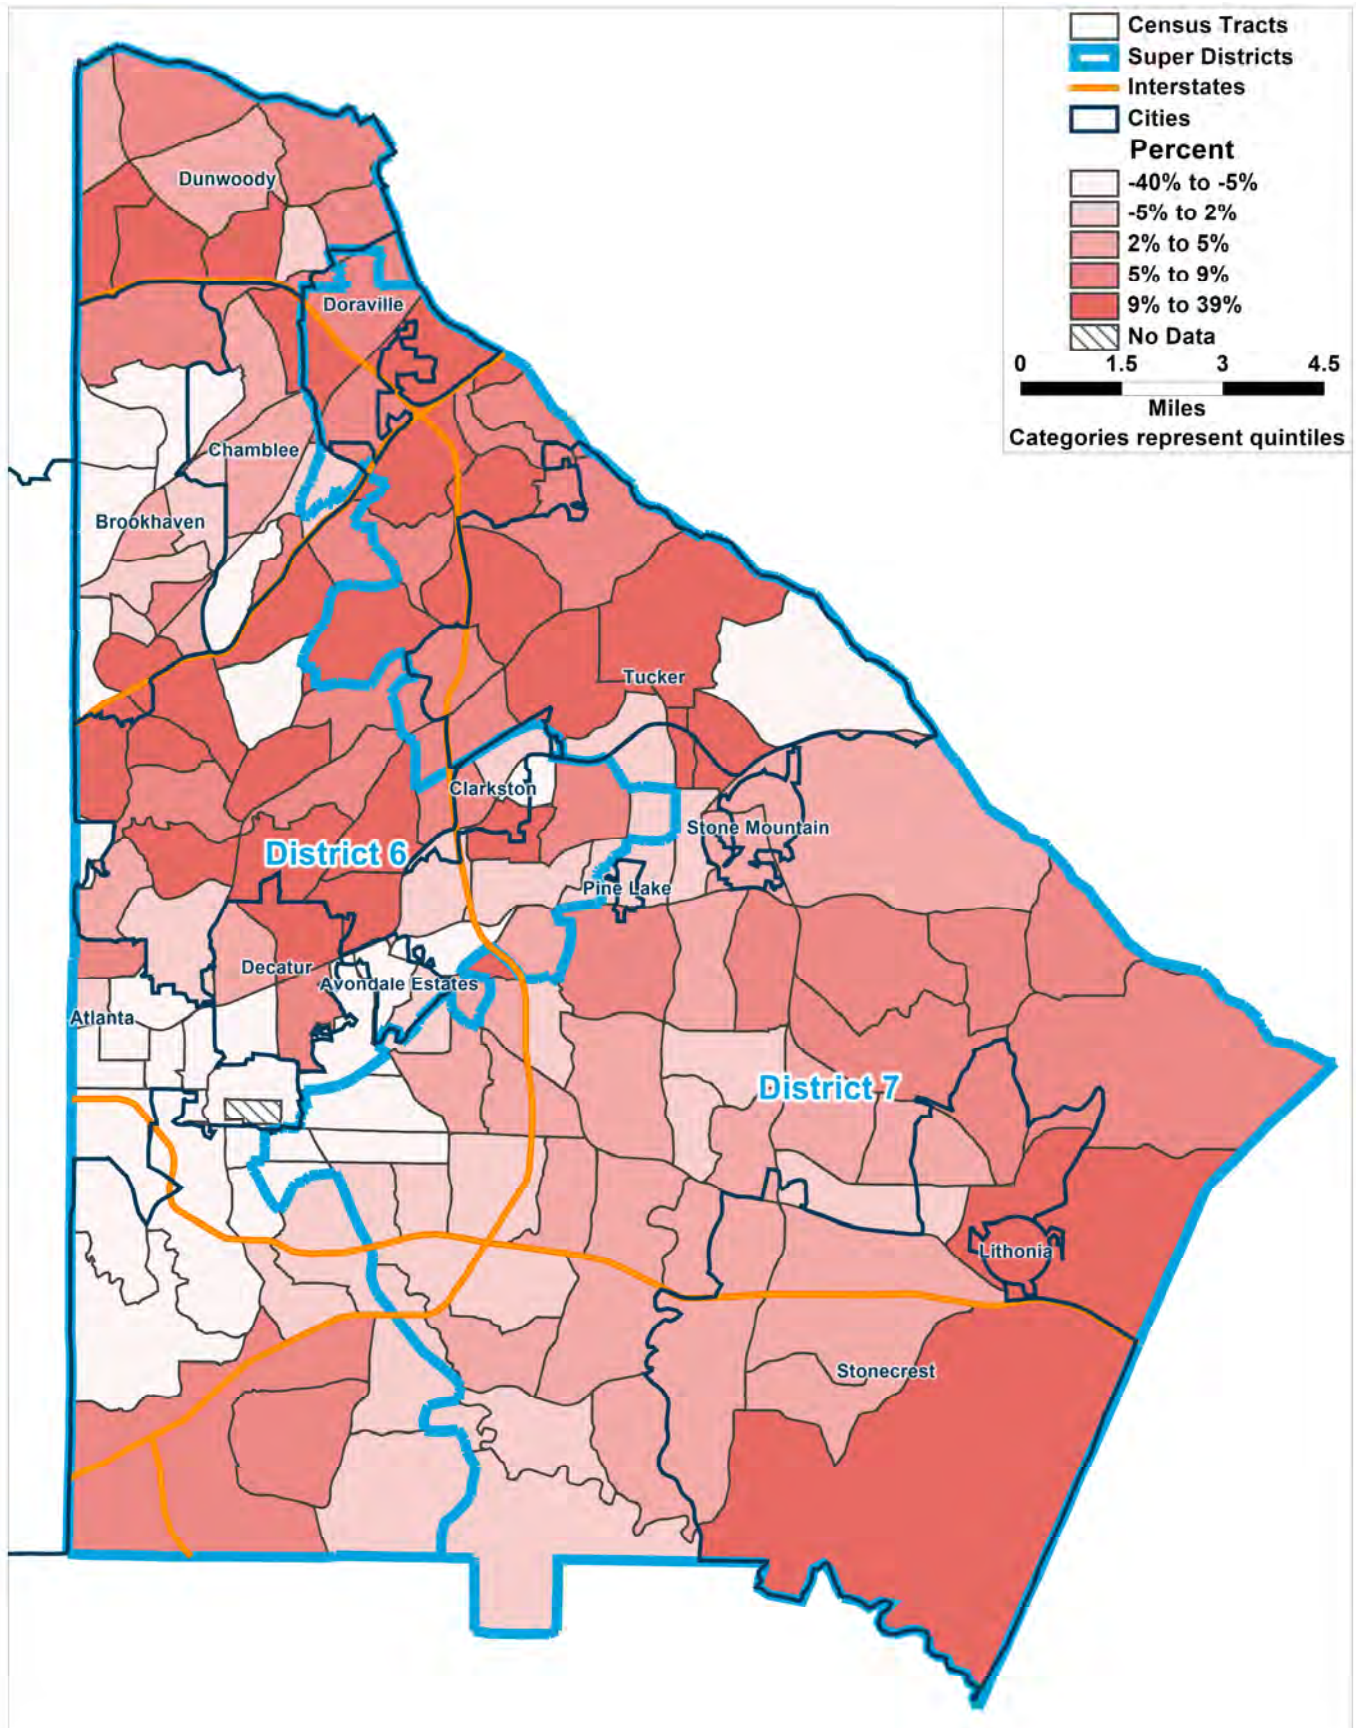 Census Tracts
Super Districts
Interstates
Cities
Percent
-40% to -5%
-5% to 2%
2% to 5%
5% to 9%
9% to 39%
No Data
0 1.5 3 4.5
Miles
Categories represent quintiles
Dunwoody
Doraville
Chamblee
Brookhaven
Tucker
Clarkston
Stone Mountain
District 6
Pine Lake
Decatur
Avondale Estates
Atlanta
District 7
Lithonia
Stonecrest